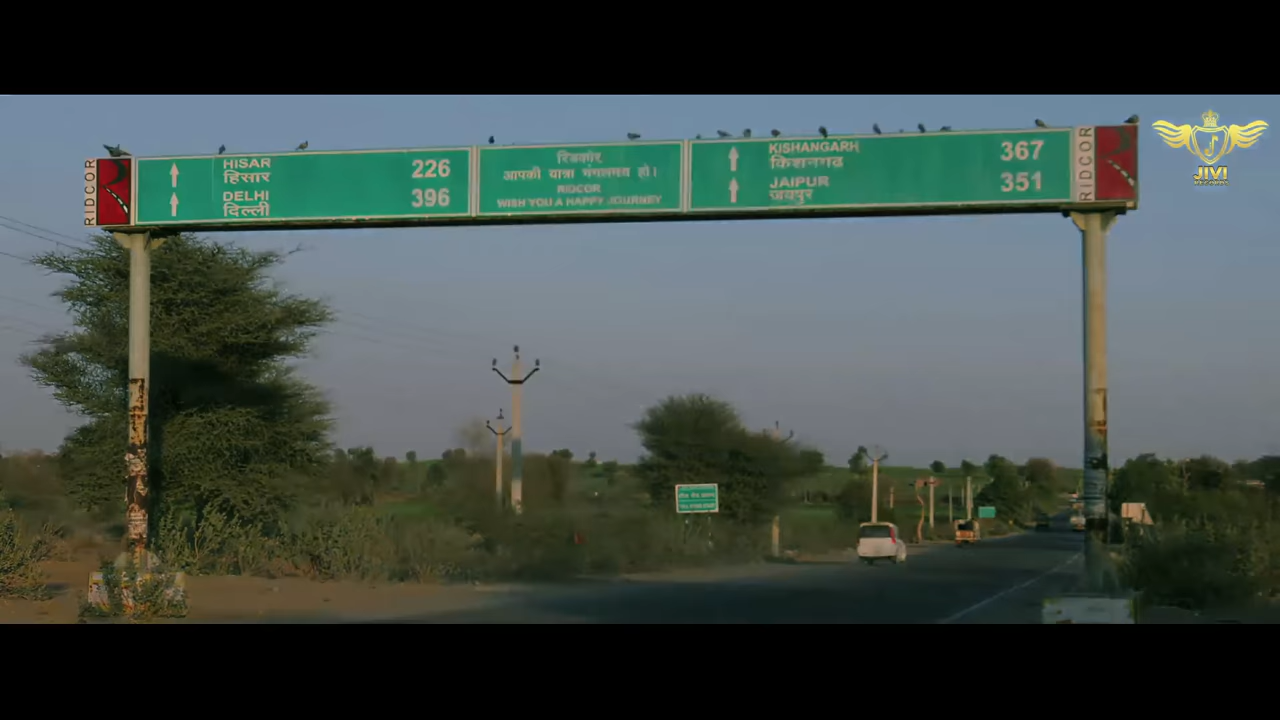 RIDCOR
HISAR
हिसार
226
DELHI
दिल्ली
396
रिडकोर
आपकी यात्रा मंगलमय हो।
RIDCOR
WISH YOU A HAPPY JOURNEY
KISHANGARH
किशनगढ
367
JAIPUR
जयपुर
351
RIDCOR
JIVI
RECORDS